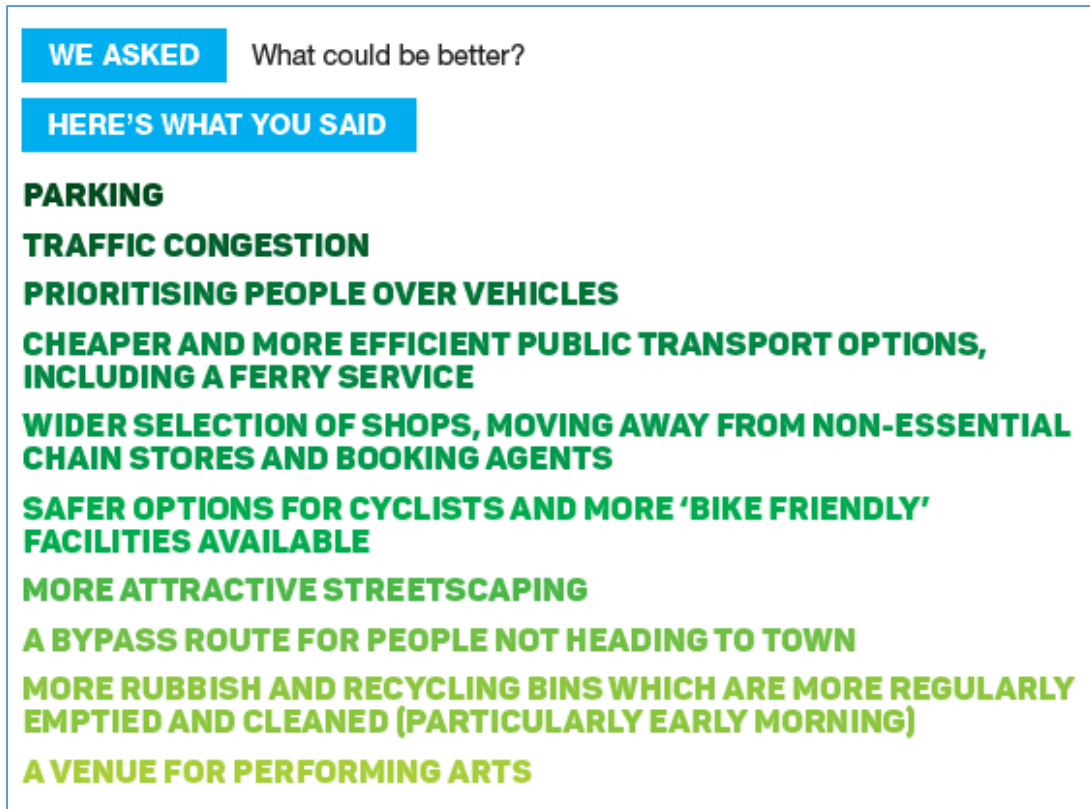 WE ASKED What could be better?
HERE'S WHAT YOU SAID
PARKING
TRAFFIC CONGESTION
PRIORITISING PEOPLE OVER VEHICLES
CHEAPER AND MORE EFFICIENT PUBLIC TRANSPORT OPTIONS,
INCLUDING A FERRY SERVICE
WIDER SELECTION OF SHOPS, MOVING AWAY FROM NON-ESSENTIAL
CHAIN STORES AND BOOKING AGENTS
SAFER OPTIONS FOR CYCLISTS AND MORE ‘BIKE FRIENDLY’
FACILITIES AVAILABLE
MORE ATTRACTIVE STREETSCAPING
A BYPASS ROUTE FOR PEOPLE NOT HEADING TO TOWN
MORE RUBBISH AND RECYCLING BINS WHICH ARE MORE REGULARLY
EMPTIED AND CLEANED (PARTICULARLY EARLY MORNING)
A VENUE FOR PERFORMING ARTS